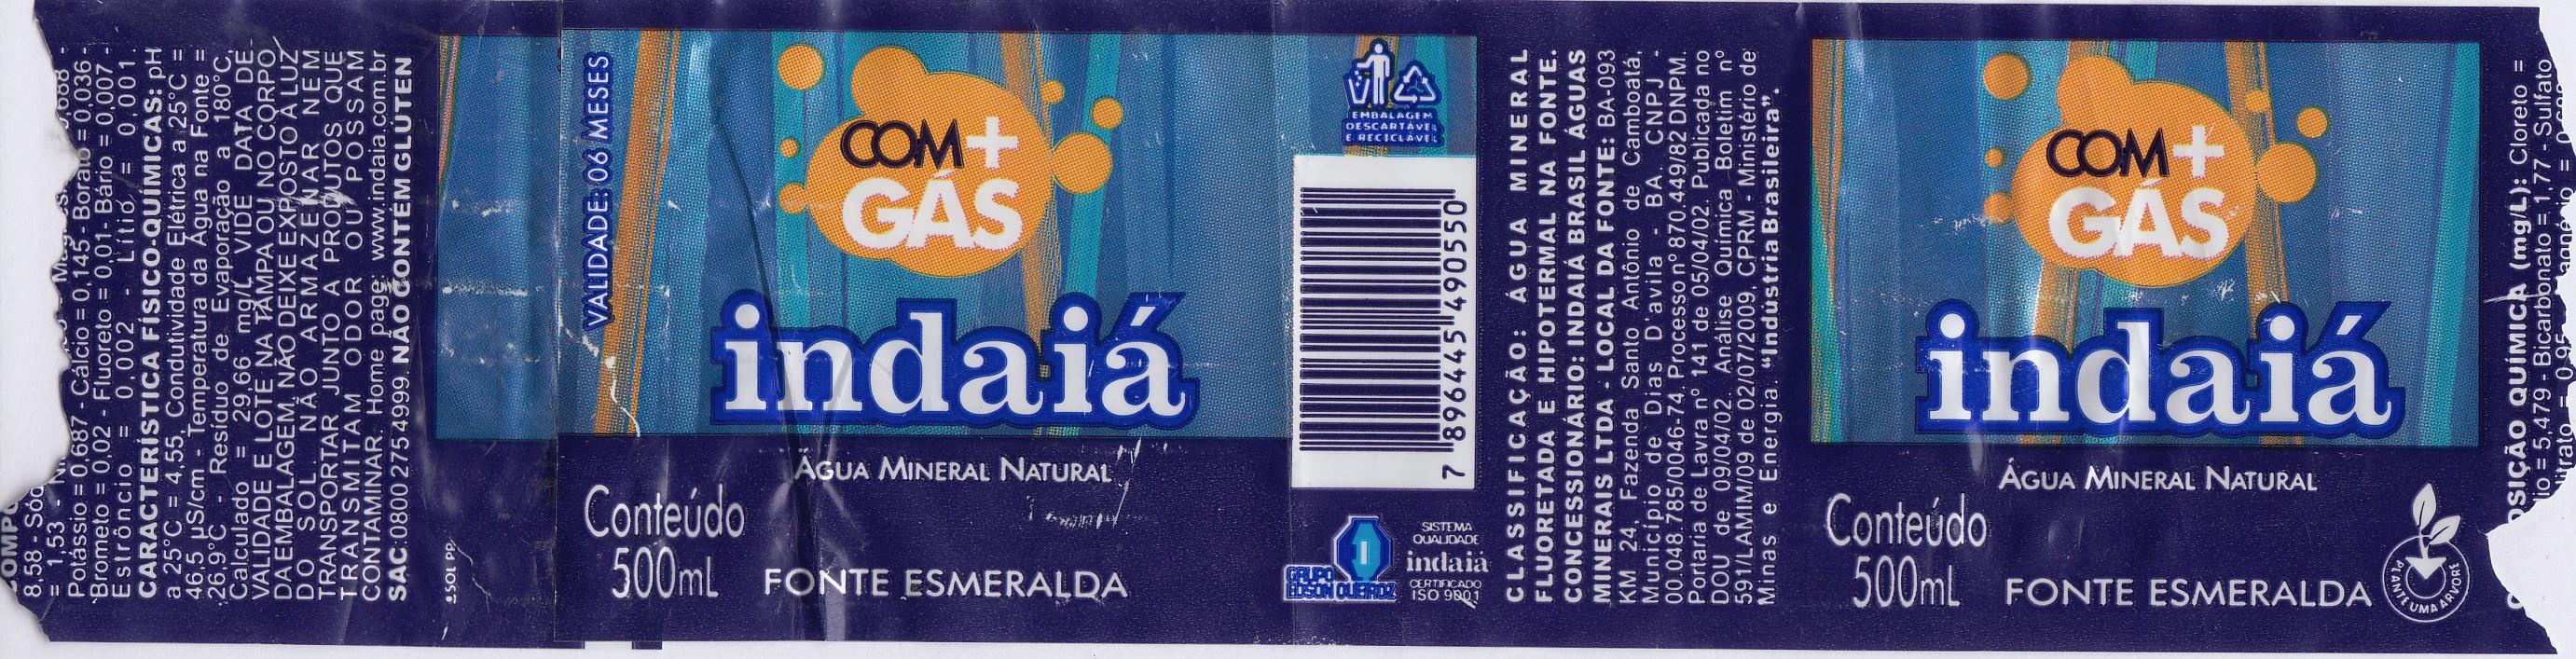 8,58 - Sód
= 1,53 -
Potássio = 0,687 - Cálcio = 0,145 - Borato = 0,036 -
Brometo = 0,02 - Fluoreto = 0,01 - Bário = 0,007 -
Estrôncio = 0,002 - Lítio = 0,001.
CARACTERÍSTICA FÍSICO-QUÍMICAS: pH
a 25°C = 4,55 Condutividade Elétrica a 25°C =
46,5 µS/cm - Temperatura da Água na Fonte =
26,9°C - Resíduo de Evaporação a 180°C,
Calculado = 29,66 mg/L VIDE DATA DE
VALIDADE E LOTE NA TAMPA OU NO CORPO
DA EMBALAGEM. NÃO DEIXE EXPOSTO À LUZ
DO SOL. NÃO ARMAZENAR NEM
TRANSPORTAR JUNTO A PRODUTOS QUE
TRANSMITAM ODOR OU POSSAM
CONTAMINAR. Home page: www.indaia.com.br
SAC:0800 2754999. NÃO CONTÉM GLÚTEN
SOL PP
VALIDADE: 06 MESES
COM +
GÁS
indaiá
ÁGUA MINERAL NATURAL
Conteúdo
500mL
FONTE ESMERALDA
EMBALAGEM
DESCARTÁVEL
E RECICLÁVEL
7 896445 490550
GRUPO
EDSON QUEIROZ
SISTEMA
QUALIDADE
indaiá
CERTIFICADO
ISO 9001
CLASSIFICAÇÃO: ÁGUA MINERAL
FLUORETADA E HIPOTERMAL NA FONTE.
CONCESSIONÁRIO: INDAIÁ BRASIL ÁGUAS
MINERAIS LTDA - LOCAL DA FONTE: BA-093
KM 24, Fazenda Santo Antônio de Camboatá,
Município de Dias D'avila - BA. CNPJ -
00.048.785/0046-74. Processo nº 870.449/82 DNPM.
Portaria de Lavra nº 141 de 05/04/02. Publicada no
DOU de 09/04/02. Análise Química Boletim nº
591/LAMIM/09 de 02/07/2009, CPRM - Ministério de
Minas e Energia. “Indústria Brasileira”.
COM +
GÁS
indaiá
ÁGUA MINERAL NATURAL
Conteúdo
500mL
FONTE ESMERALDA
PLANTE UMA ÁRVORE
OSIÇÃO QUÍMICA (mg/L): Cloreto =
io = 5,479 - Bicarbonato = 1,77 - Sulfato
itrato = 0,95